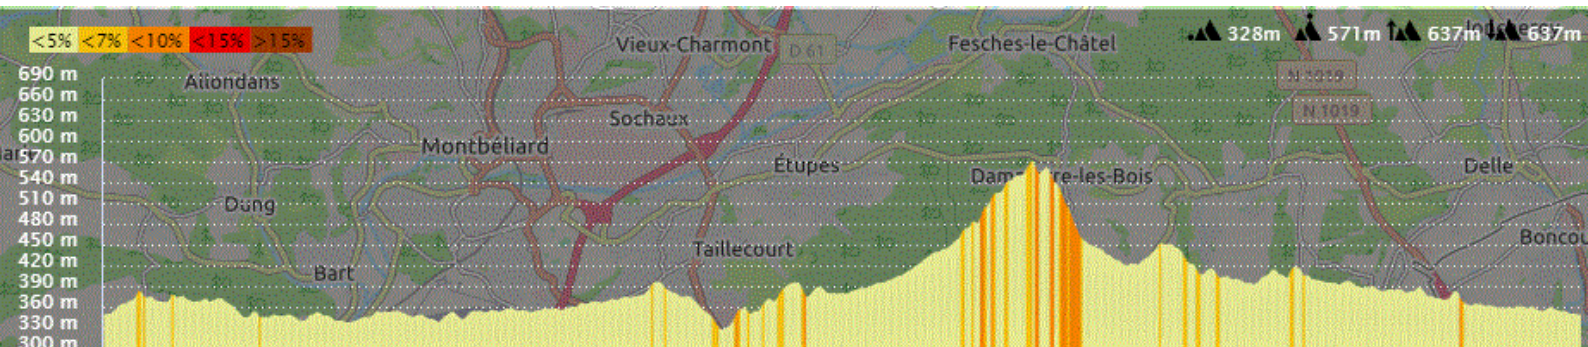 <5% <7% <10% <15% >15%
328m 571m 637m 637m
Vieux-Charmont
D 61
Fesches-le-Châtel
Allondans
N 1019
N 1019
Sochaux
Montbéliard
Étupes
Delle
Dung
Taillecourt
Bart
690 m
660 m
630 m
600 m
570 m
540 m
510 m
480 m
450 m
420 m
390 m
360 m
330 m
300 m